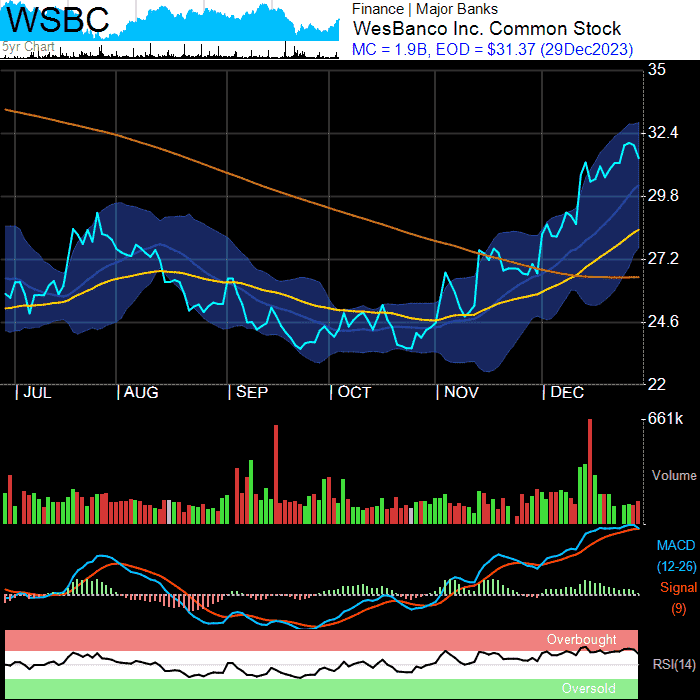 WSBC
5yr Chart
Finance | Major Banks
WesBanco Inc. Common Stock
MC = 1.9B, EOD = $31.37 (29Dec2023)
35
32.4
29.8
27.2
24.6
22
JUL
AUG
SEP
OCT
NOV
DEC
661k
Volume
MACD
(12-26)
Signal
(9)
Overbought
RSI(14)
Oversold